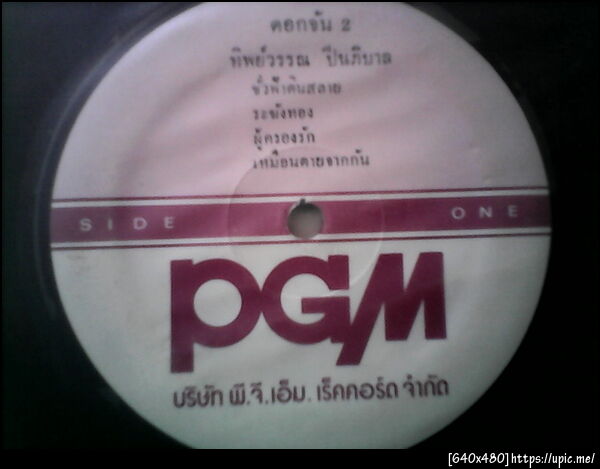 ดอกจัน 2
ทิพย์วรรณ ปิ่นภิบาล
ชั่วฟ้าดินสลาย
ระฆังทอง
ผู้ครองรัก
เหมือนตายจากกัน
SIDE ONE
PGM
บริษัท พี.จี.เอ็ม. เร็คคอร์ด จำกัด
[640x480]https://upic.me/